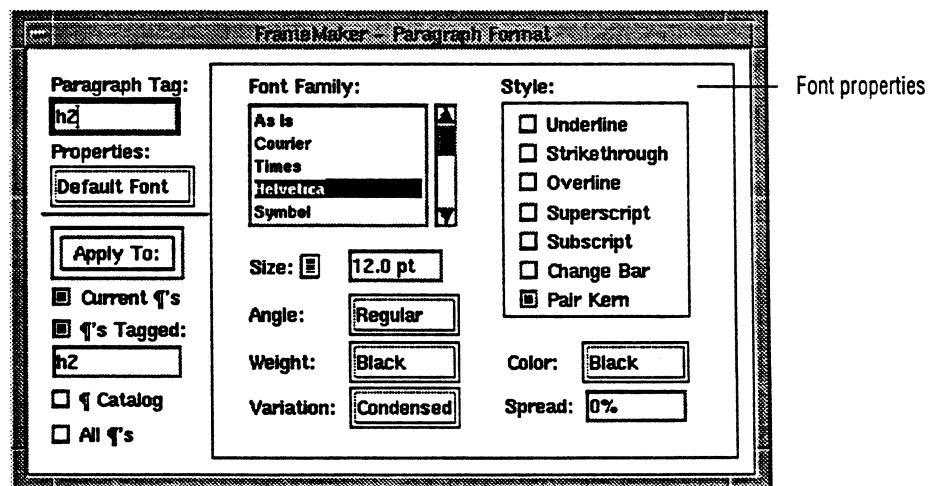 FrameMaker - Paragraph Format
Paragraph Tag:
h2
Properties:
Default Font
Apply To:
Current ¶'s
¶'s Tagged:
h2
¶ Catalog
All ¶'s
Font Family:
As Is
Courier
Times
Helvetica
Symbol
Size:
12.0 pt
Angle:
Regular
Weight:
Black
Variation:
Condensed
Style:
Underline
Strikethrough
Overline
Superscript
Subscript
Change Bar
Pair Kern
Color:
Black
Spread:
0%
Font properties